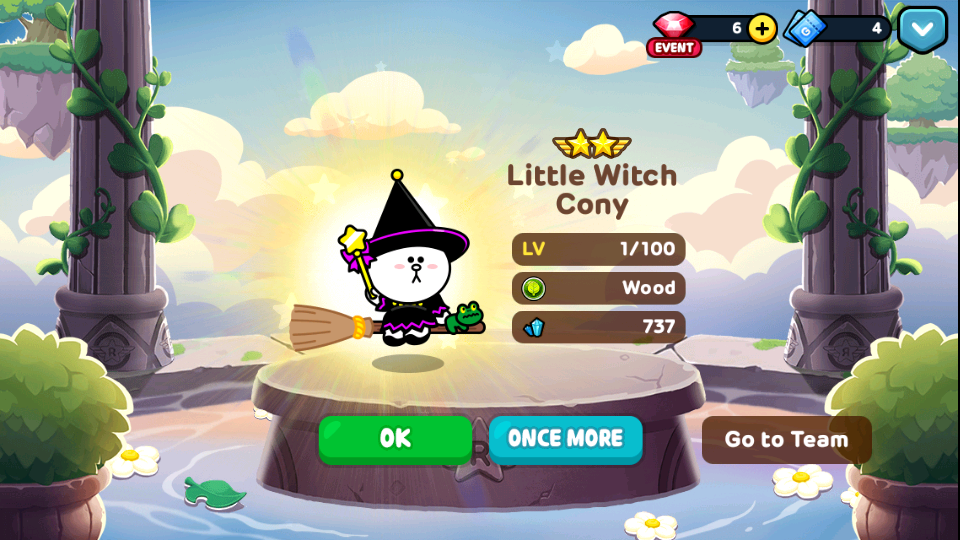 6
EVENT
4
Little Witch
Cony
LV 1/100
Wood
737
OK
ONCE MORE
Go to Team
R